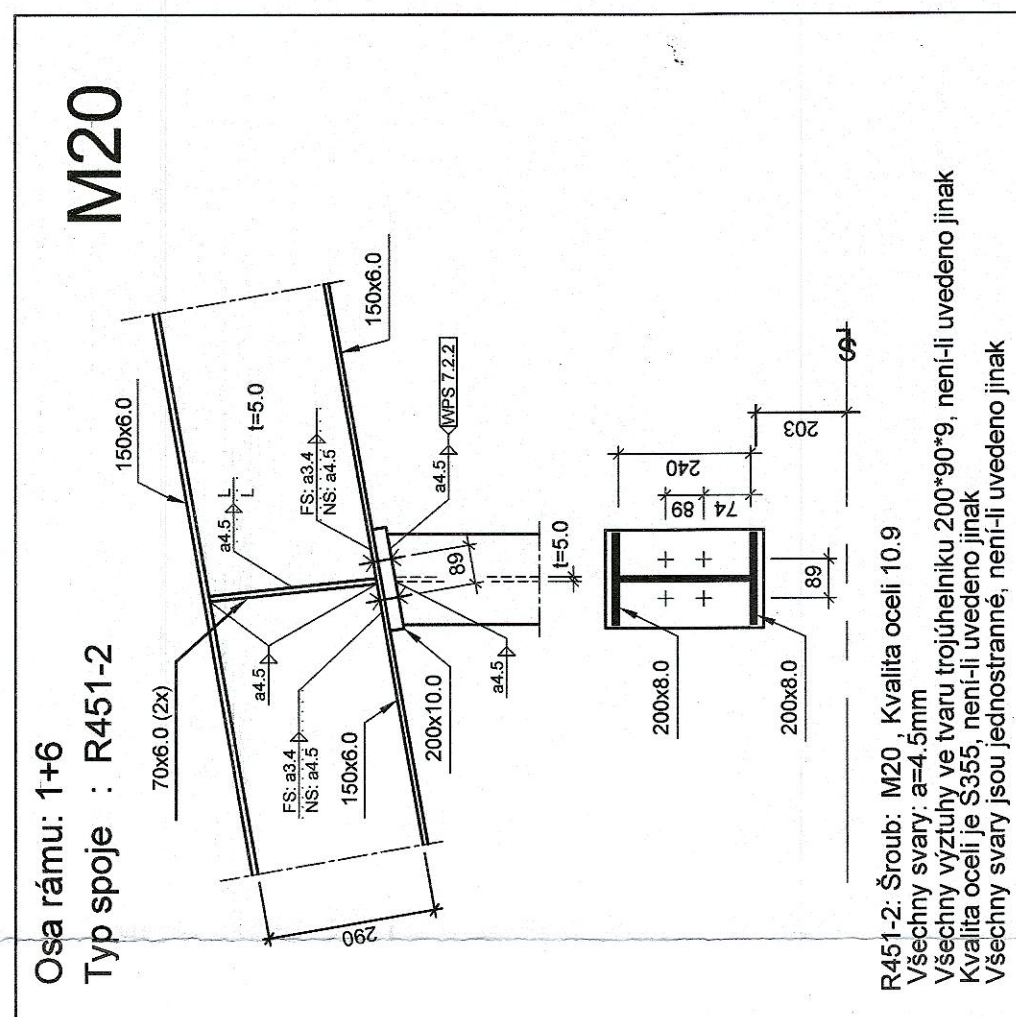 Osa rámu: 1+6
Typ spoje : R451-2
M20
150x6.0
70x6.0 (2x)
a4.5 L
L
t=5.0
150x6.0
FS: a3.4
NS: a4.5
a4.5
FS: a3.4
NS: a4.5
150x6.0
200x10.0
a4.5
WPS 7.2.2
a4.5
89
t=5.0
290
200x8.0
200x8.0
240
89
74
89
203
R451-2: Šroub: M20 , Kvalita oceli 10.9
Všechny svary: a=4.5mm
Všechny výztuhy ve tvaru trojúhelniku 200*90*9, není-li uvedeno jinak
Kvalita oceli je S355, není-li uvedeno jinak
Všechny svary jsou jednostranné, není-li uvedeno jinak